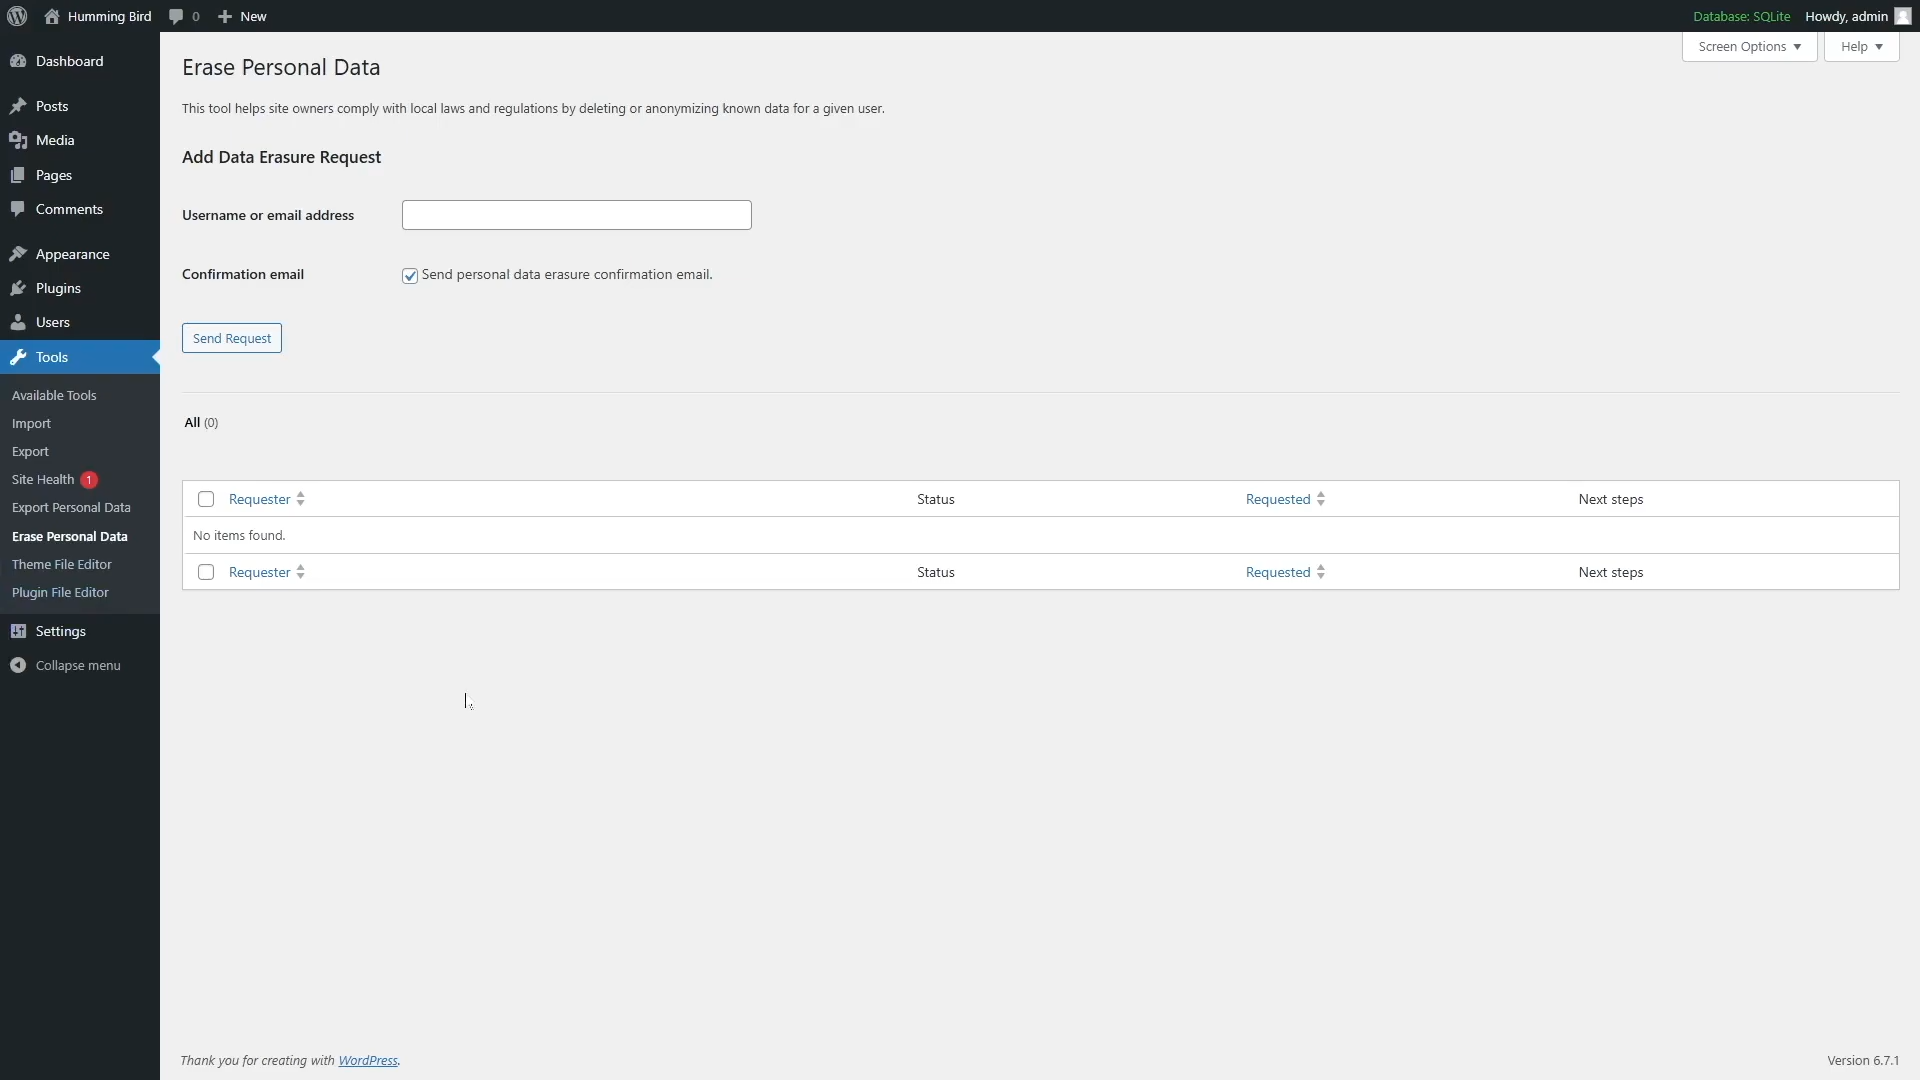 Humming Bird 0 New Database: SQLite Howdy, admin
Screen Options Help
Dashboard
Posts
Media
Pages
Comments
Appearance
Plugins
Users
Tools
Available Tools
Import
Export
Site Health 1
Export Personal Data
Erase Personal Data
Theme File Editor
Plugin File Editor
Settings
Collapse menu
Erase Personal Data
This tool helps site owners comply with local laws and regulations by deleting or anonymizing known data for a given user.
Add Data Erasure Request
Username or email address
Confirmation email Send personal data erasure confirmation email.
Send Request
All (0)
Requester Status Requested Next steps
No items found.
Requester Status Requested Next steps
Thank you for creating with WordPress. Version 6.7.1